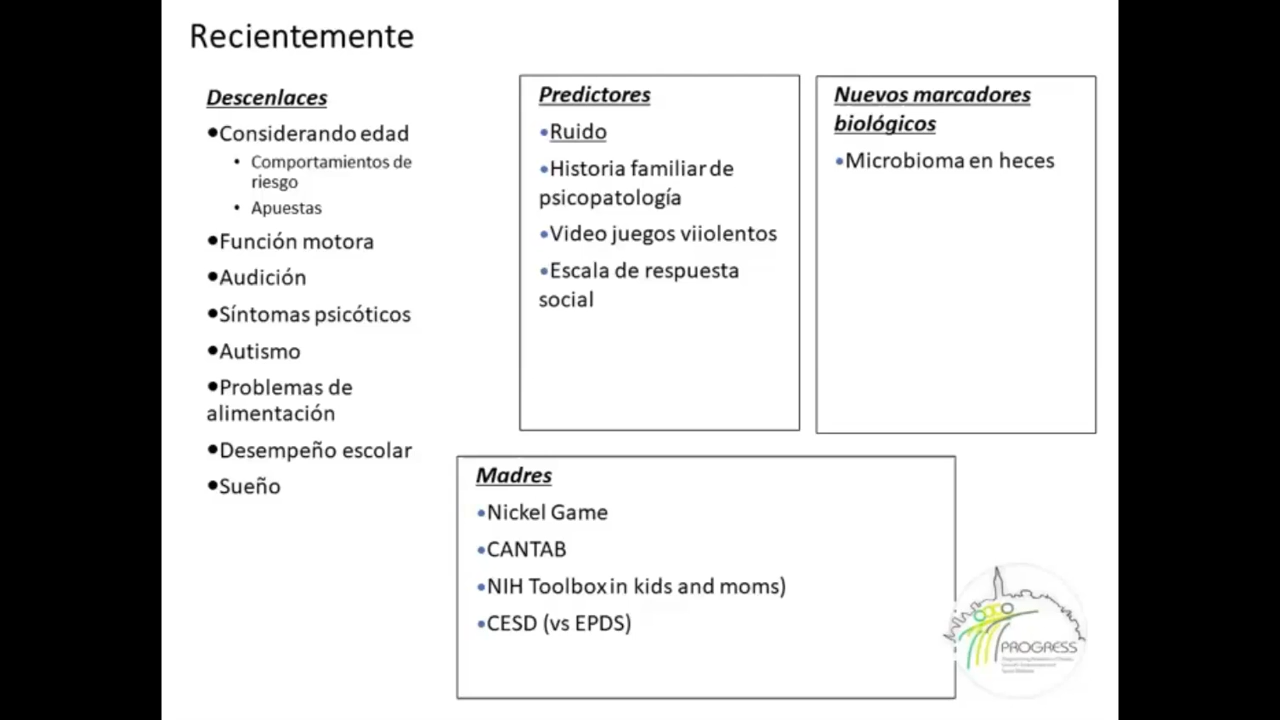 Recientemente
Descenlaces
•Considerando edad
• Comportamientos de
riesgo
• Apuestas
•Función motora
•Audición
•Síntomas psicóticos
•Autismo
•Problemas de
alimentación
•Desempeño escolar
•Sueño
Predictores
•Ruido
•Historia familiar de
psicopatología
•Video juegos viiolentos
•Escala de respuesta
social
Nuevos marcadores
biológicos
•Microbioma en heces
Madres
•Nickel Game
•CANTAB
•NIH Toolbox in kids and moms)
•CESD (vs EPDS)
PROGRESS